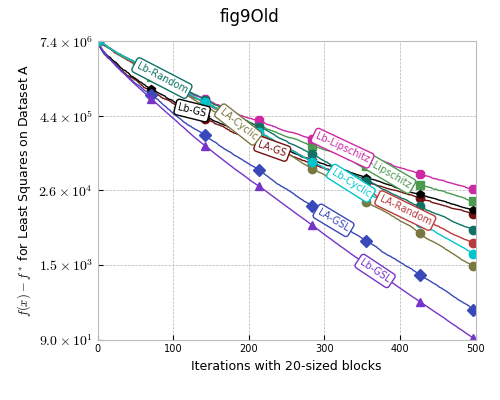 fig9Old
f(x) − f* for Least Squares on Dataset A
7.4 × 10⁶
4.4 × 10⁵
2.6 × 10⁴
1.5 × 10³
9.0 × 10¹
Lb-Random
Lb-GS
LA-Cyclic
LA-GS
Lb-Lipschitz
Lipschitz
Lb-Cyclic
LA-Random
LA-GSL
Lb-GSL
0 100 200 300 400 500
Iterations with 20-sized blocks